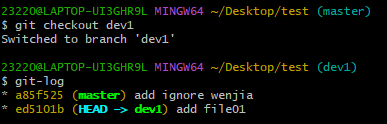 23220@LAPTOP-UI3GHR9L MINGW64 ~/Desktop/test (master)
$ git checkout dev1
Switched to branch 'dev1'
23220@LAPTOP-UI3GHR9L MINGW64 ~/Desktop/test (dev1)
$ git-log
* a85f525 (master) add ignore wenjia
* ed5101b (HEAD -> dev1) add file01